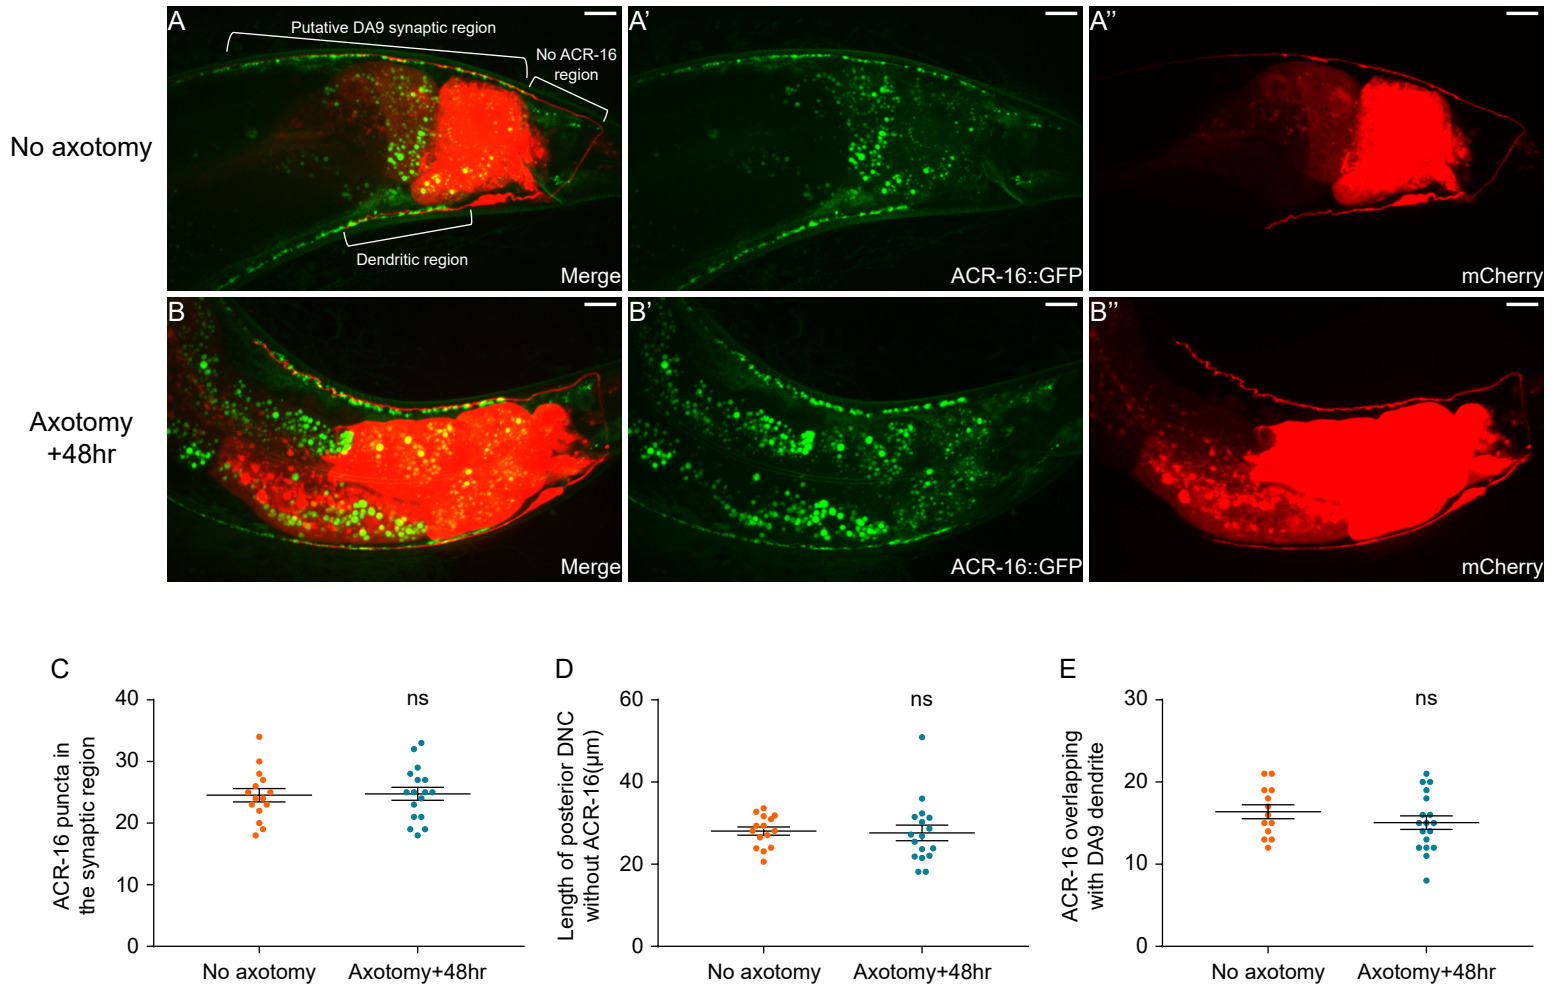 No axotomy
A
Putative DA9 synaptic region
No ACR-16
region
Dendritic region
Merge
A'
ACR-16::GFP
A''
mCherry
Axotomy
+48hr
B
Merge
B'
ACR-16::GFP
B''
mCherry
C
ACR-16 puncta in
the synaptic region
40
30
20
10
0
ns
No axotomy
Axotomy+48hr
D
Length of posterior DNC
without ACR-16(μm)
60
40
20
0
ns
No axotomy
Axotomy+48hr
E
ACR-16 overlapping
with DA9 dendrite
30
20
10
0
ns
No axotomy
Axotomy+48hr